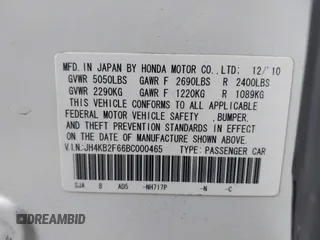 MFD. IN JAPAN BY HONDA MOTOR CO.,LTD: 12/'10
GVWR 5050LBS GAWR F 2690LBS R 2400LBS
GVWR 2290KG GAWR F 1220KG R 1089KG
THIS VEHICLE CONFORMS TO ALL APPLICABLE
FEDERAL MOTOR VEHICLE SAFETY ,BUMPER,
AND THEFT PREVENTION STANDARDS IN EFFECT
ON THE DATE OF MANUFACTURE SHOWN ABOVE.
V.I.N:JH4KB2F66BC000465 TYPE: PASSENGER CAR
SJA B AD5 -NH717P -N -C
DREAMBID